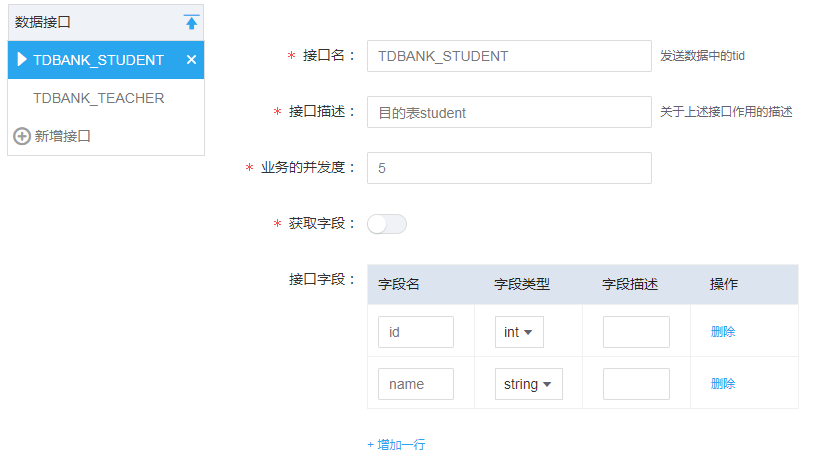 数据接口
TDBANK_STUDENT ×
TDBANK_TEACHER
新增接口
* 接口名： TDBANK_STUDENT 发送数据中的tid
* 接口描述： 目的表student 关于上述接口作用的描述
* 业务的并发度： 5
* 获取字段：
接口字段： 字段名 字段类型 字段描述 操作
id int 删除
name string 删除
+ 增加一行